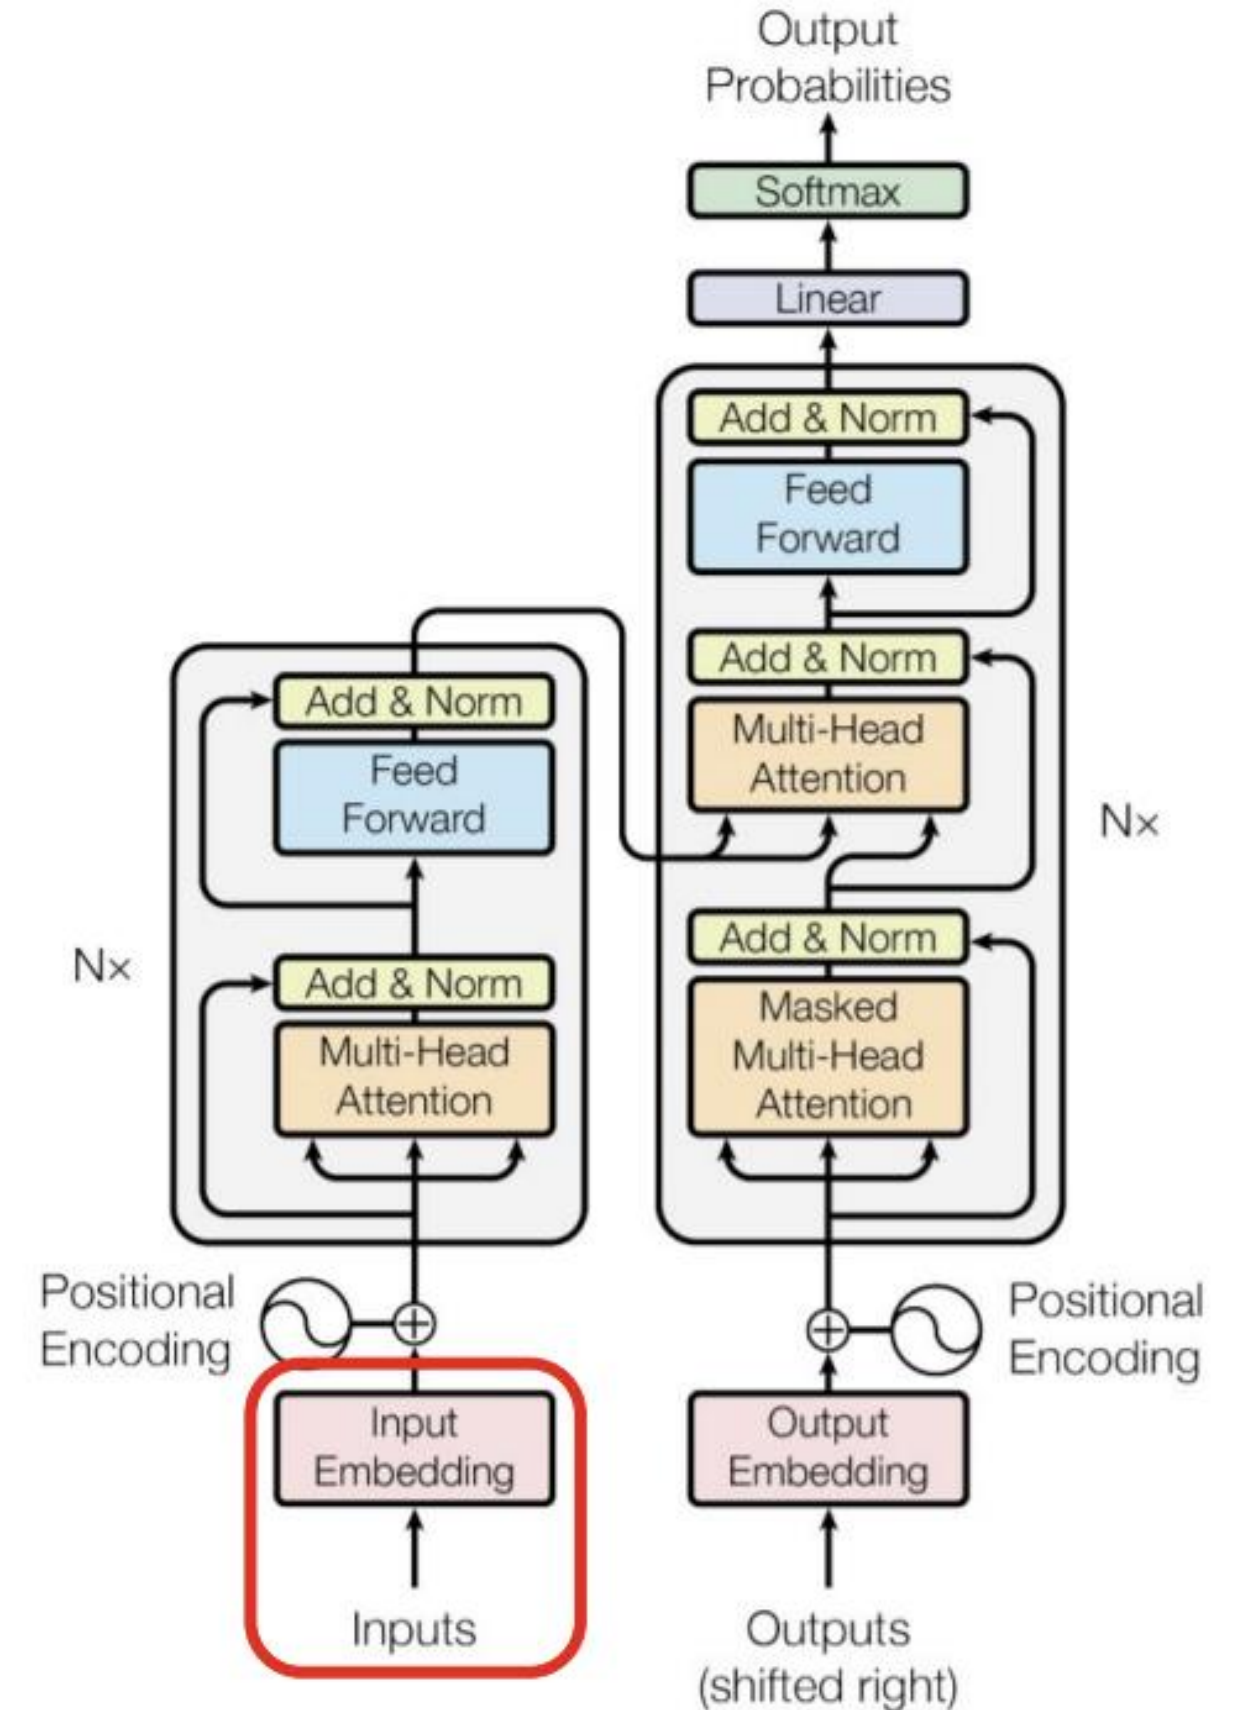 Output
Probabilities
Softmax
Linear
Add & Norm
Feed
Forward
Add & Norm
Multi-Head
Attention
Nx
Add & Norm
Masked
Multi-Head
Attention
Add & Norm
Feed
Forward
Nx
Add & Norm
Multi-Head
Attention
Positional
Encoding
Positional
Encoding
Input
Embedding
Output
Embedding
Inputs
Outputs
(shifted right)